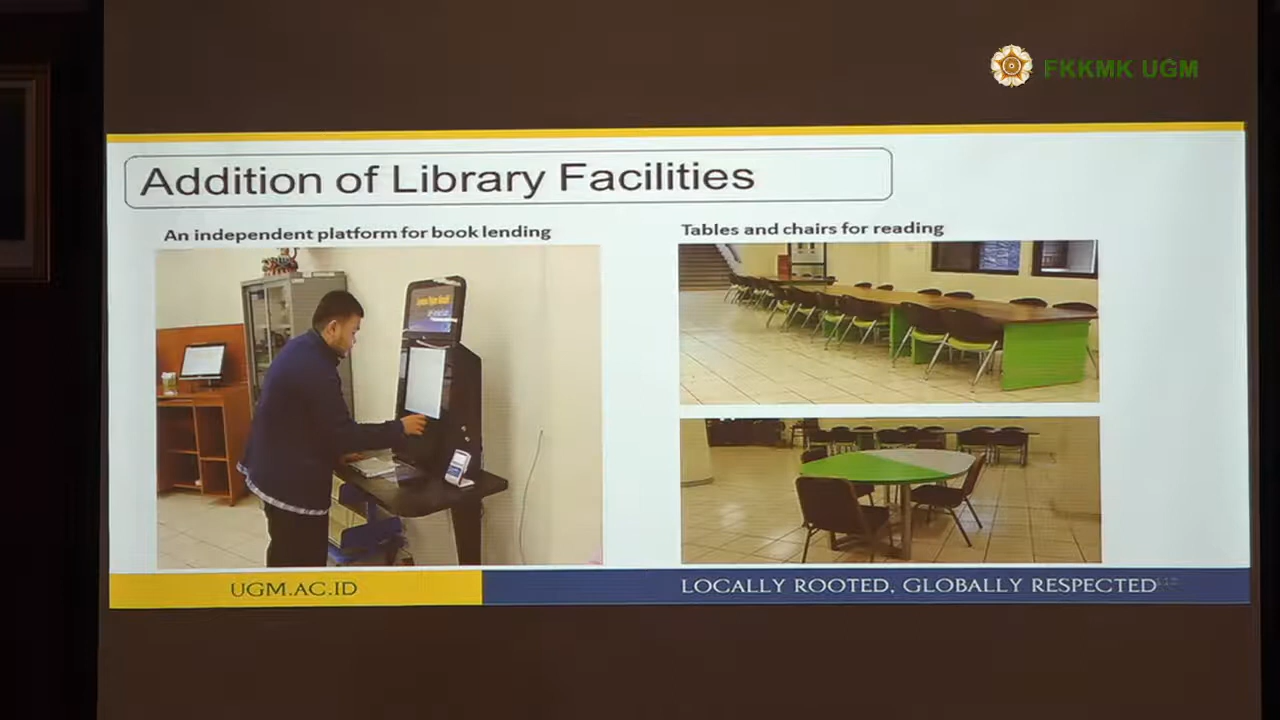 FKKMK UGM
Addition of Library Facilities
An independent platform for book lending
Tables and chairs for reading
UGM.AC.ID
LOCALLY ROOTED, GLOBALLY RESPECTED